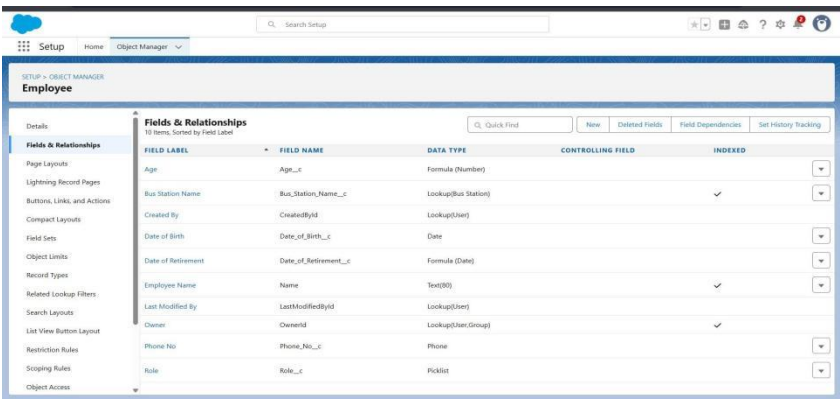 Search Setup
2
Setup Home Object Manager
SETUP > OBJECT MANAGER
Employee
Details
Fields & Relationships
Page Layouts
Lightning Record Pages
Buttons, Links, and Actions
Compact Layouts
Field Sets
Object Limits
Record Types
Related Lookup Filters
Search Layouts
List View Button Layout
Restriction Rules
Scoping Rules
Object Access
Fields & Relationships
10 Items, Sorted by Field Label
Quick Find New Deleted Fields Field Dependencies Set History Tracking
FIELD LABEL FIELD NAME DATA TYPE CONTROLLING FIELD INDEXED
Age Age__c Formula (Number)
Bus Station Name Bus_Station_Name__c Lookup(Bus Station)
Created By CreatedById Lookup(User)
Date of Birth Date_of_Birth__c Date
Date of Retirement Date_of_Retirement__c Formula (Date)
Employee Name Name Text(80)
Last Modified By LastModifiedById Lookup(User)
Owner OwnerId Lookup(User,Group)
Phone No Phone_No__c Phone
Role Role__c Picklist